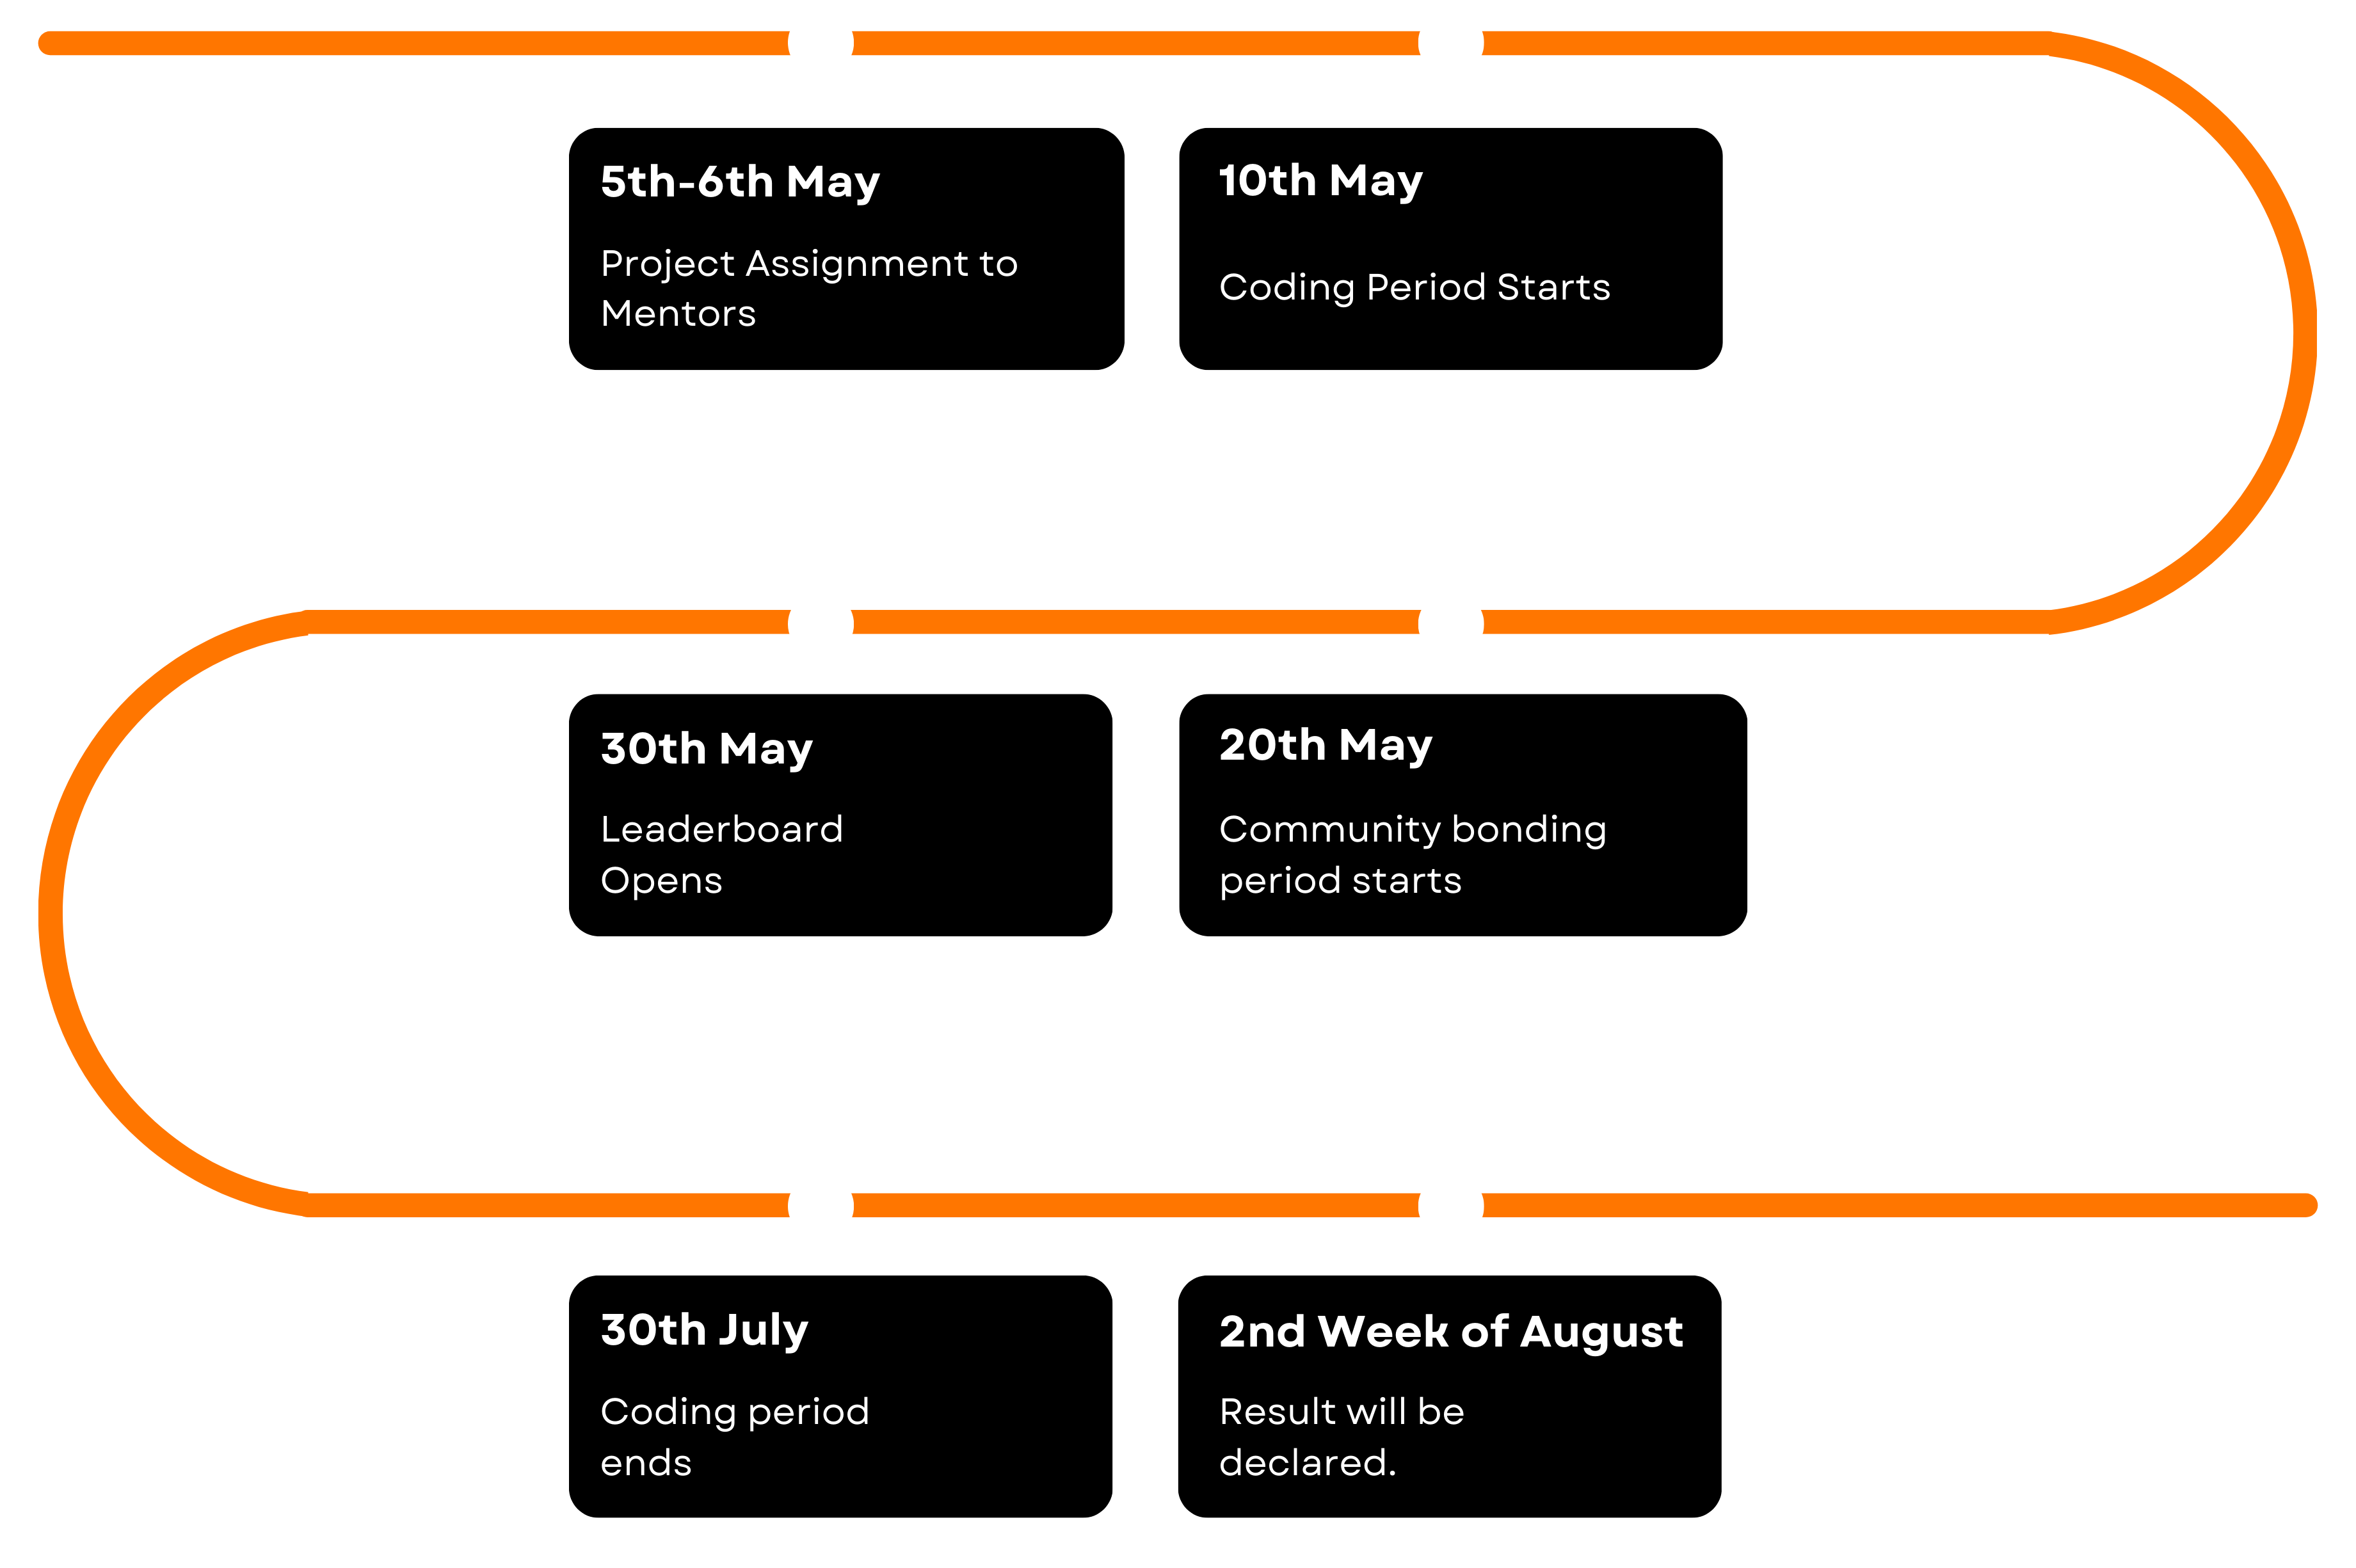 5th-6th May
Project Assignment to
Mentors
10th May
Coding Period Starts
30th May
Leaderboard
Opens
20th May
Community bonding
period starts
30th July
Coding period
ends
2nd Week of August
Result will be
declared.